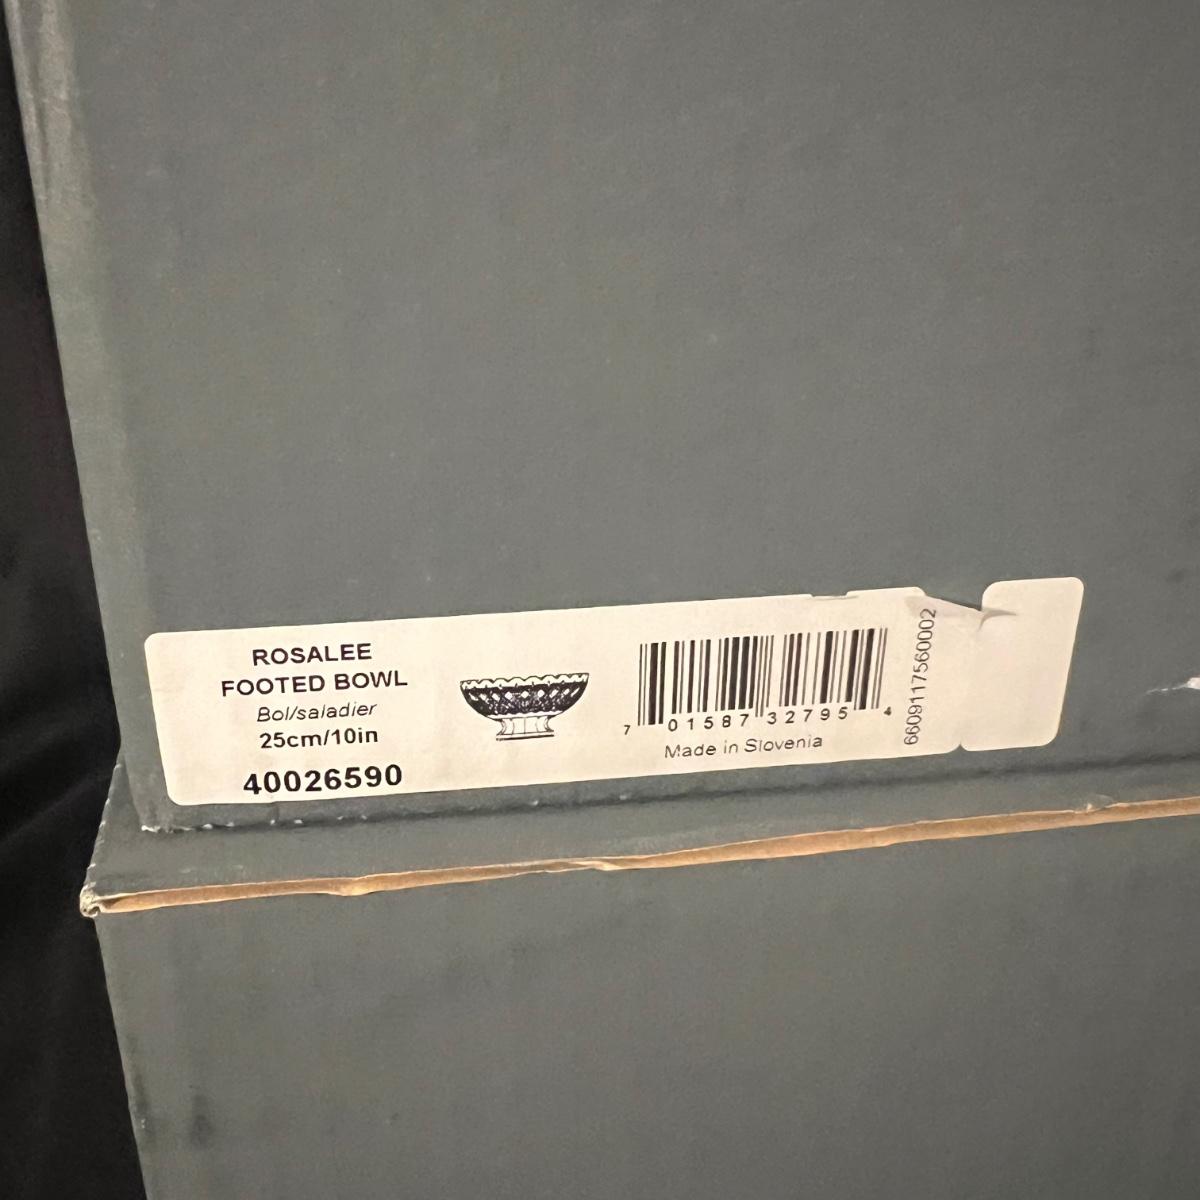 ROSALEE
FOOTED BOWL
Bol/saladier
25cm/10in
40026590
7 01587 32795 4
Made in Slovenia
6609117560002